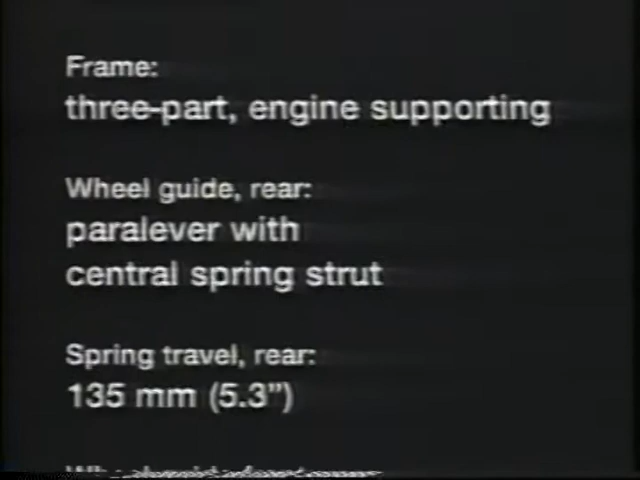 Frame:
three-part, engine supporting
Wheel guide, rear:
paralever with
central spring strut
Spring travel, rear:
135 mm (5.3”)